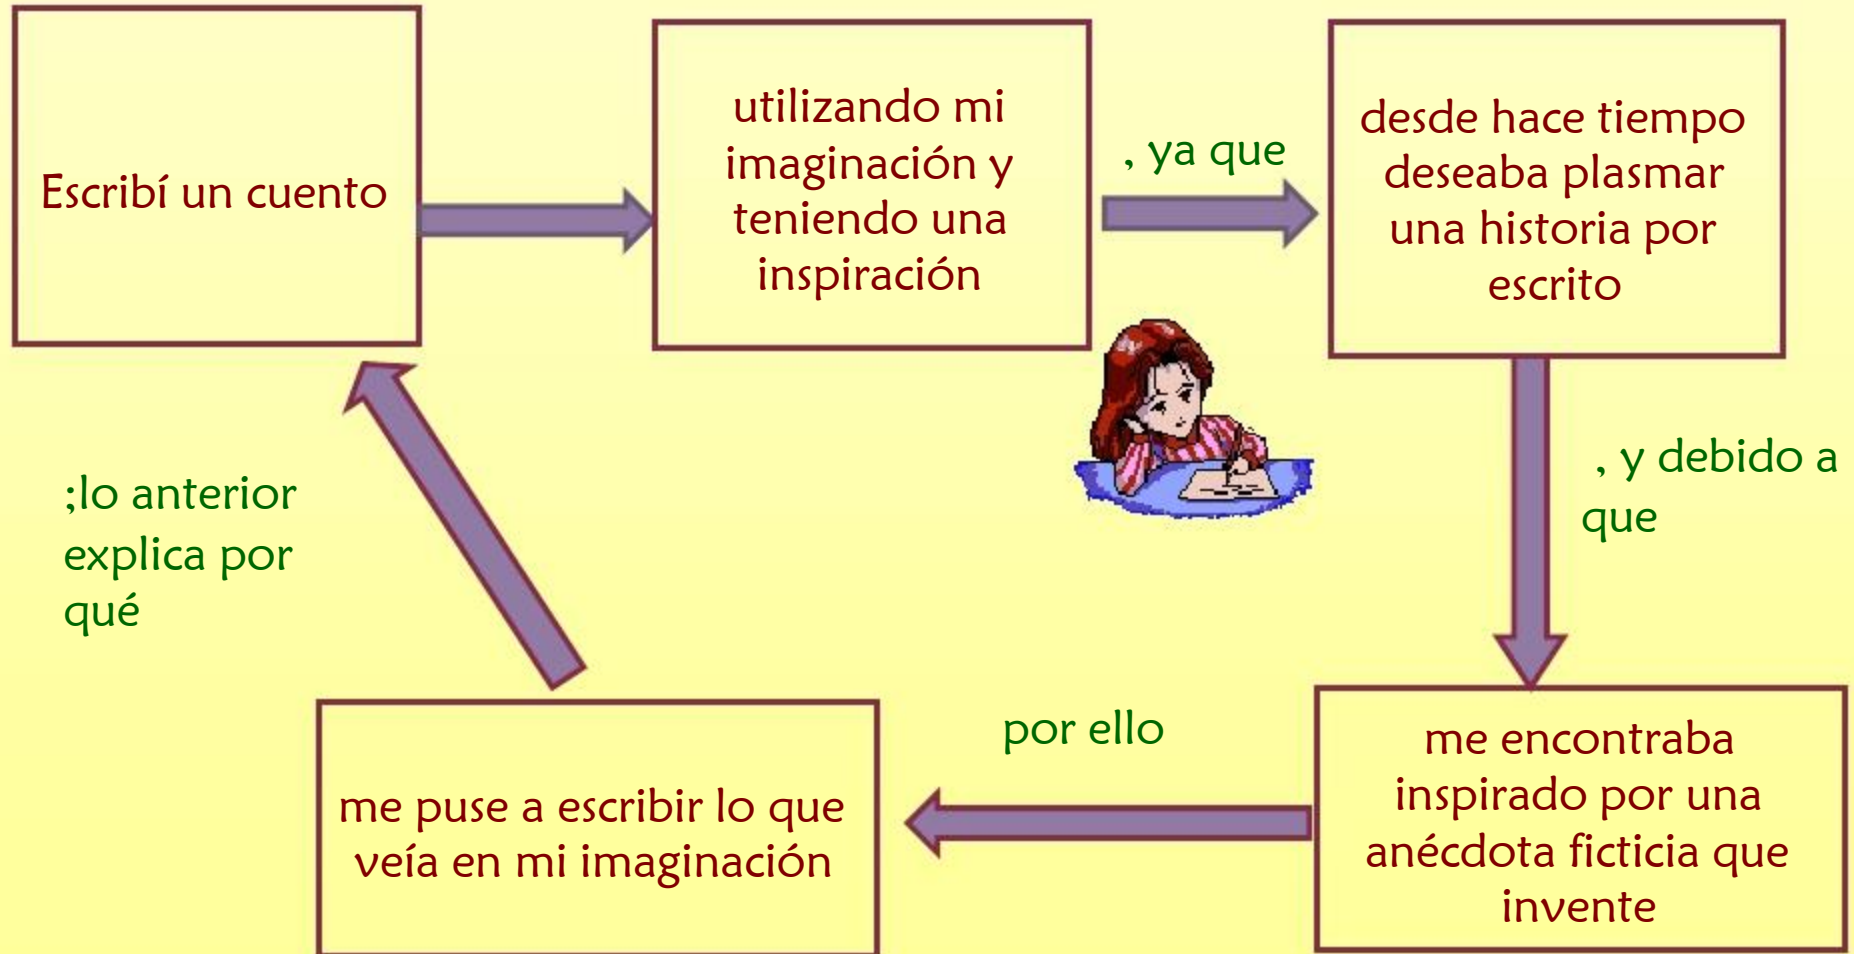 Escribí un cuento
utilizando mi
imaginación y
teniendo una
inspiración
, ya que
desde hace tiempo
deseaba plasmar
una historia por
escrito
, y debido a
que
me encontraba
inspirado por una
anécdota ficticia que
invente
por ello
me puse a escribir lo que
veía en mi imaginación
;lo anterior
explica por
qué